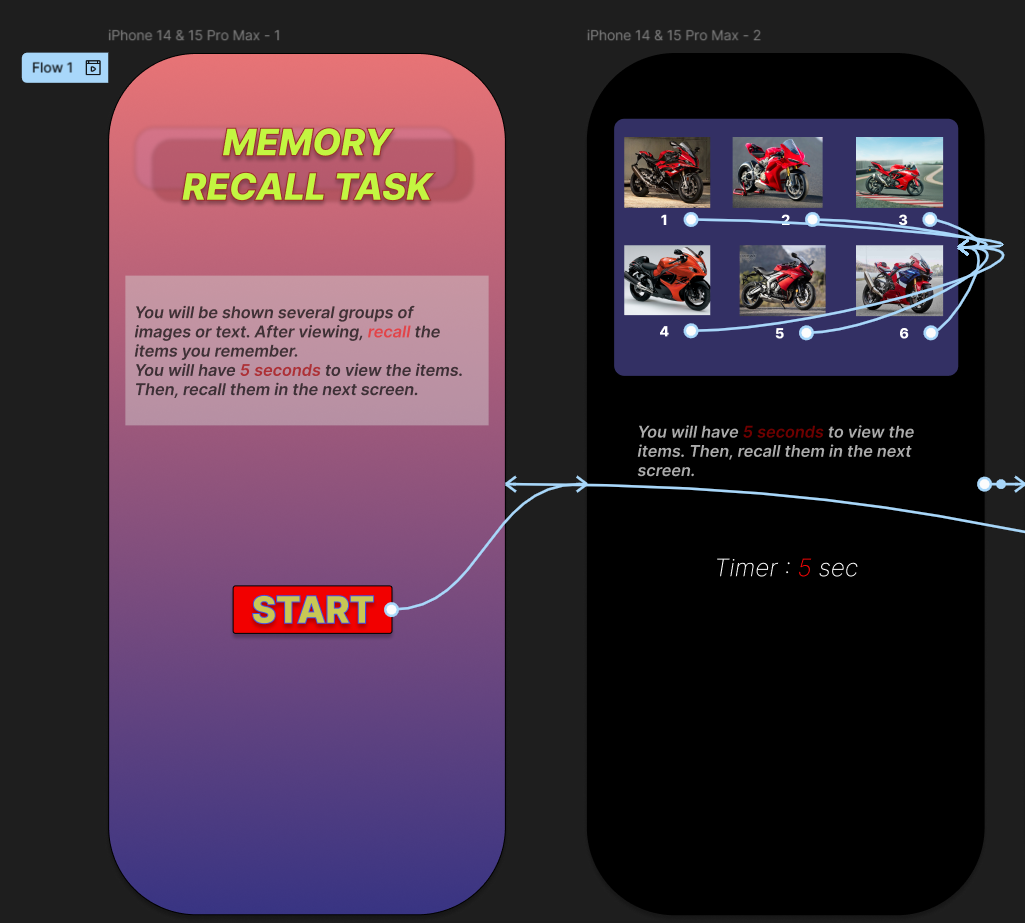 iPhone 14 & 15 Pro Max - 1
iPhone 14 & 15 Pro Max - 2
Flow 1
MEMORY
RECALL TASK
You will be shown several groups of
images or text. After viewing, recall the
items you remember.
You will have 5 seconds to view the items.
Then, recall them in the next screen.
START
1 2 3
4 5 6
You will have 5 seconds to view the
items. Then, recall them in the next
screen.
Timer : 5 sec